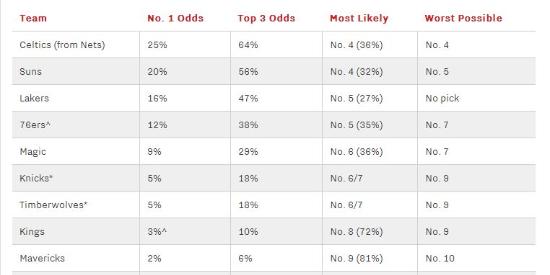 Team No. 1 Odds Top 3 Odds Most Likely Worst Possible
Celtics (from Nets) 25% 64% No. 4 (36%) No. 4
Suns 20% 56% No. 4 (32%) No. 5
Lakers 16% 47% No. 5 (27%) No pick
76ers^ 12% 38% No. 5 (35%) No. 7
Magic 9% 29% No. 6 (36%) No. 7
Knicks* 5% 18% No. 6/7 No. 9
Timberwolves* 5% 18% No. 6/7 No. 9
Kings 3%^ 10% No. 8 (72%) No. 9
Mavericks 2% 6% No. 9 (81%) No. 10